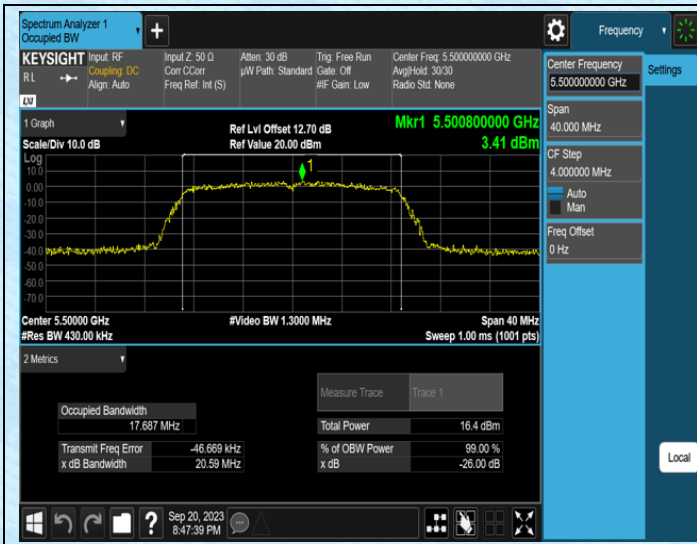 Spectrum Analyzer 1
Occupied BW
+
Frequency
KEYSIGHT
Input: RF
Coupling: DC
Align: Auto
Input Z: 50 Ω
Corr CCorr
Freq Ref: Int (S)
Atten: 30 dB
µW Path: Standard
Trig: Free Run
Gate: Off
#IF Gain: Low
Center Freq: 5.500000000 GHz
Avg|Hold: 30/30
Radio Std: None
R L
LXI
1 Graph
Scale/Div 10.0 dB
Ref Lvl Offset 12.70 dB
Ref Value 20.00 dBm
Mkr1 5.500800000 GHz
3.41 dBm
Log
10.0
0.00
-10.0
-20.0
-30.0
-40.0
-50.0
-60.0
-70.0
1
Center 5.50000 GHz
#Res BW 430.00 kHz
#Video BW 1.3000 MHz
Span 40 MHz
Sweep 1.00 ms (1001 pts)
2 Metrics
Measure Trace
Trace 1
Occupied Bandwidth
17.687 MHz
Total Power
16.4 dBm
Transmit Freq Error
-46.669 kHz
% of OBW Power
99.00 %
x dB Bandwidth
20.59 MHz
x dB
-26.00 dB
Center Frequency
5.500000000 GHz
Settings
Span
40.000 MHz
CF Step
4.000000 MHz
Auto
Man
Freq Offset
0 Hz
Local
?
Sep 20, 2023
8:47:39 PM